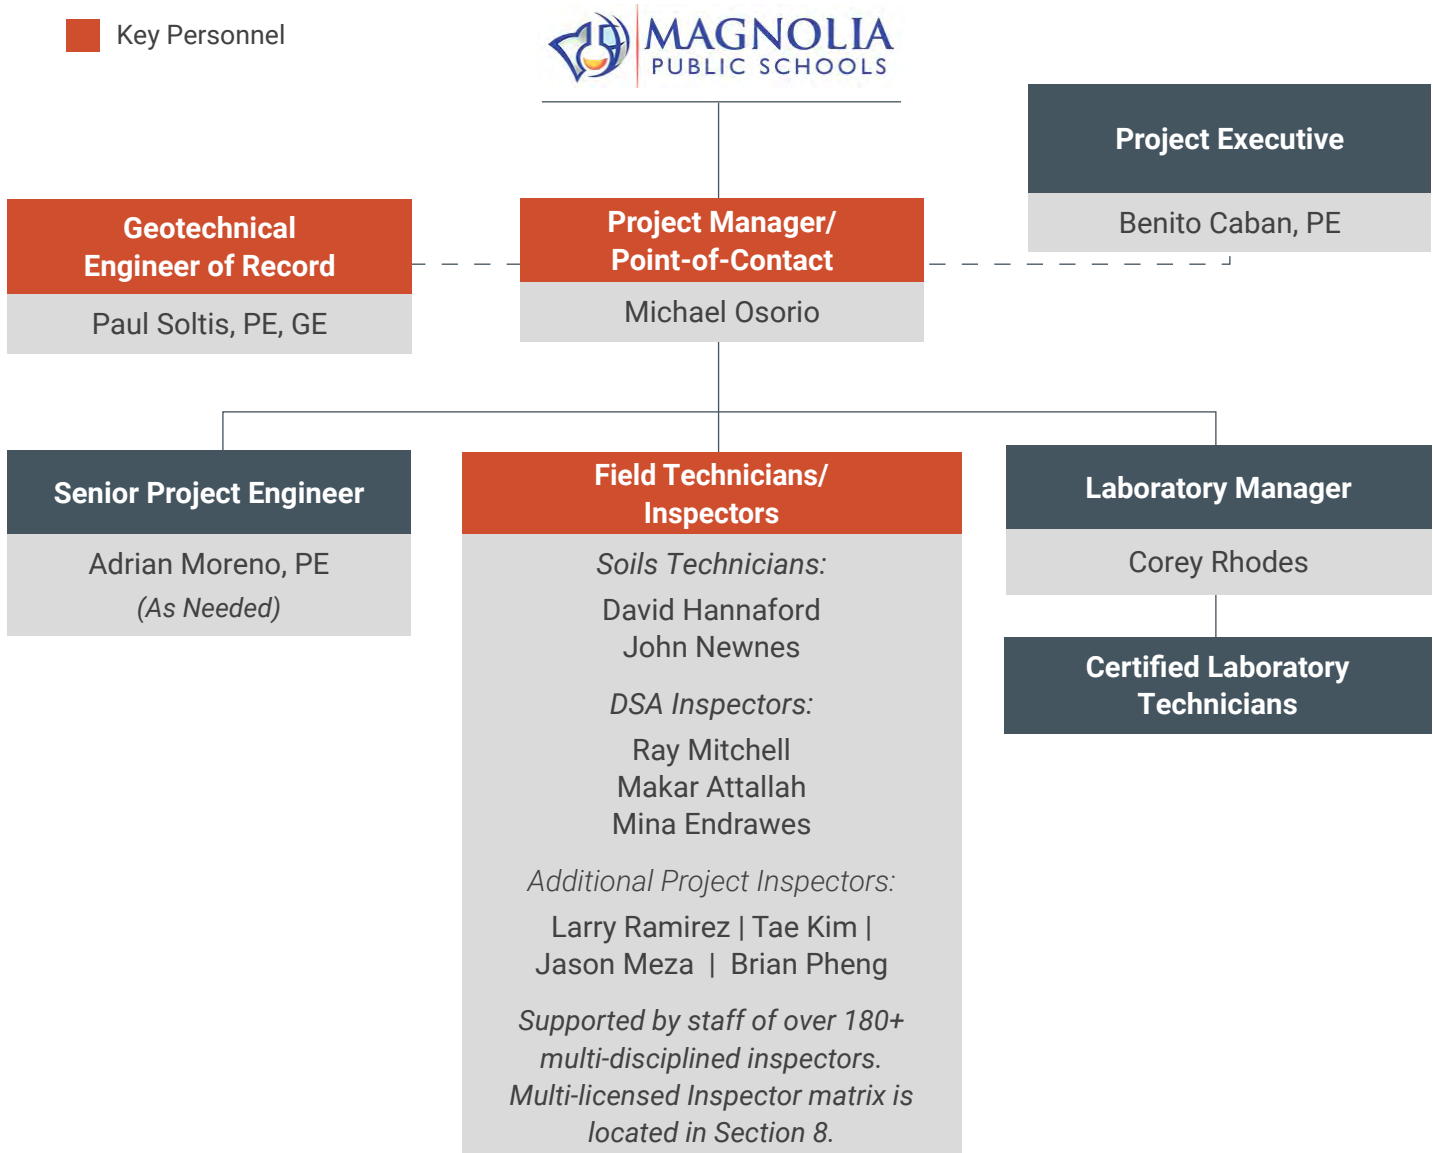 Key Personnel
MAGNOLIA
PUBLIC SCHOOLS
Project Executive
Benito Caban, PE
Geotechnical
Engineer of Record
Paul Soltis, PE, GE
Project Manager/
Point-of-Contact
Michael Osorio
Senior Project Engineer
Adrian Moreno, PE
(As Needed)
Field Technicians/
Inspectors
Soils Technicians:
David Hannaford
John Newnes
DSA Inspectors:
Ray Mitchell
Makar Attallah
Mina Endrawes
Additional Project Inspectors:
Larry Ramirez | Tae Kim |
Jason Meza | Brian Pheng
Supported by staff of over 180+
multi-disciplined inspectors.
Multi-licensed Inspector matrix is
located in Section 8.
Laboratory Manager
Corey Rhodes
Certified Laboratory
Technicians